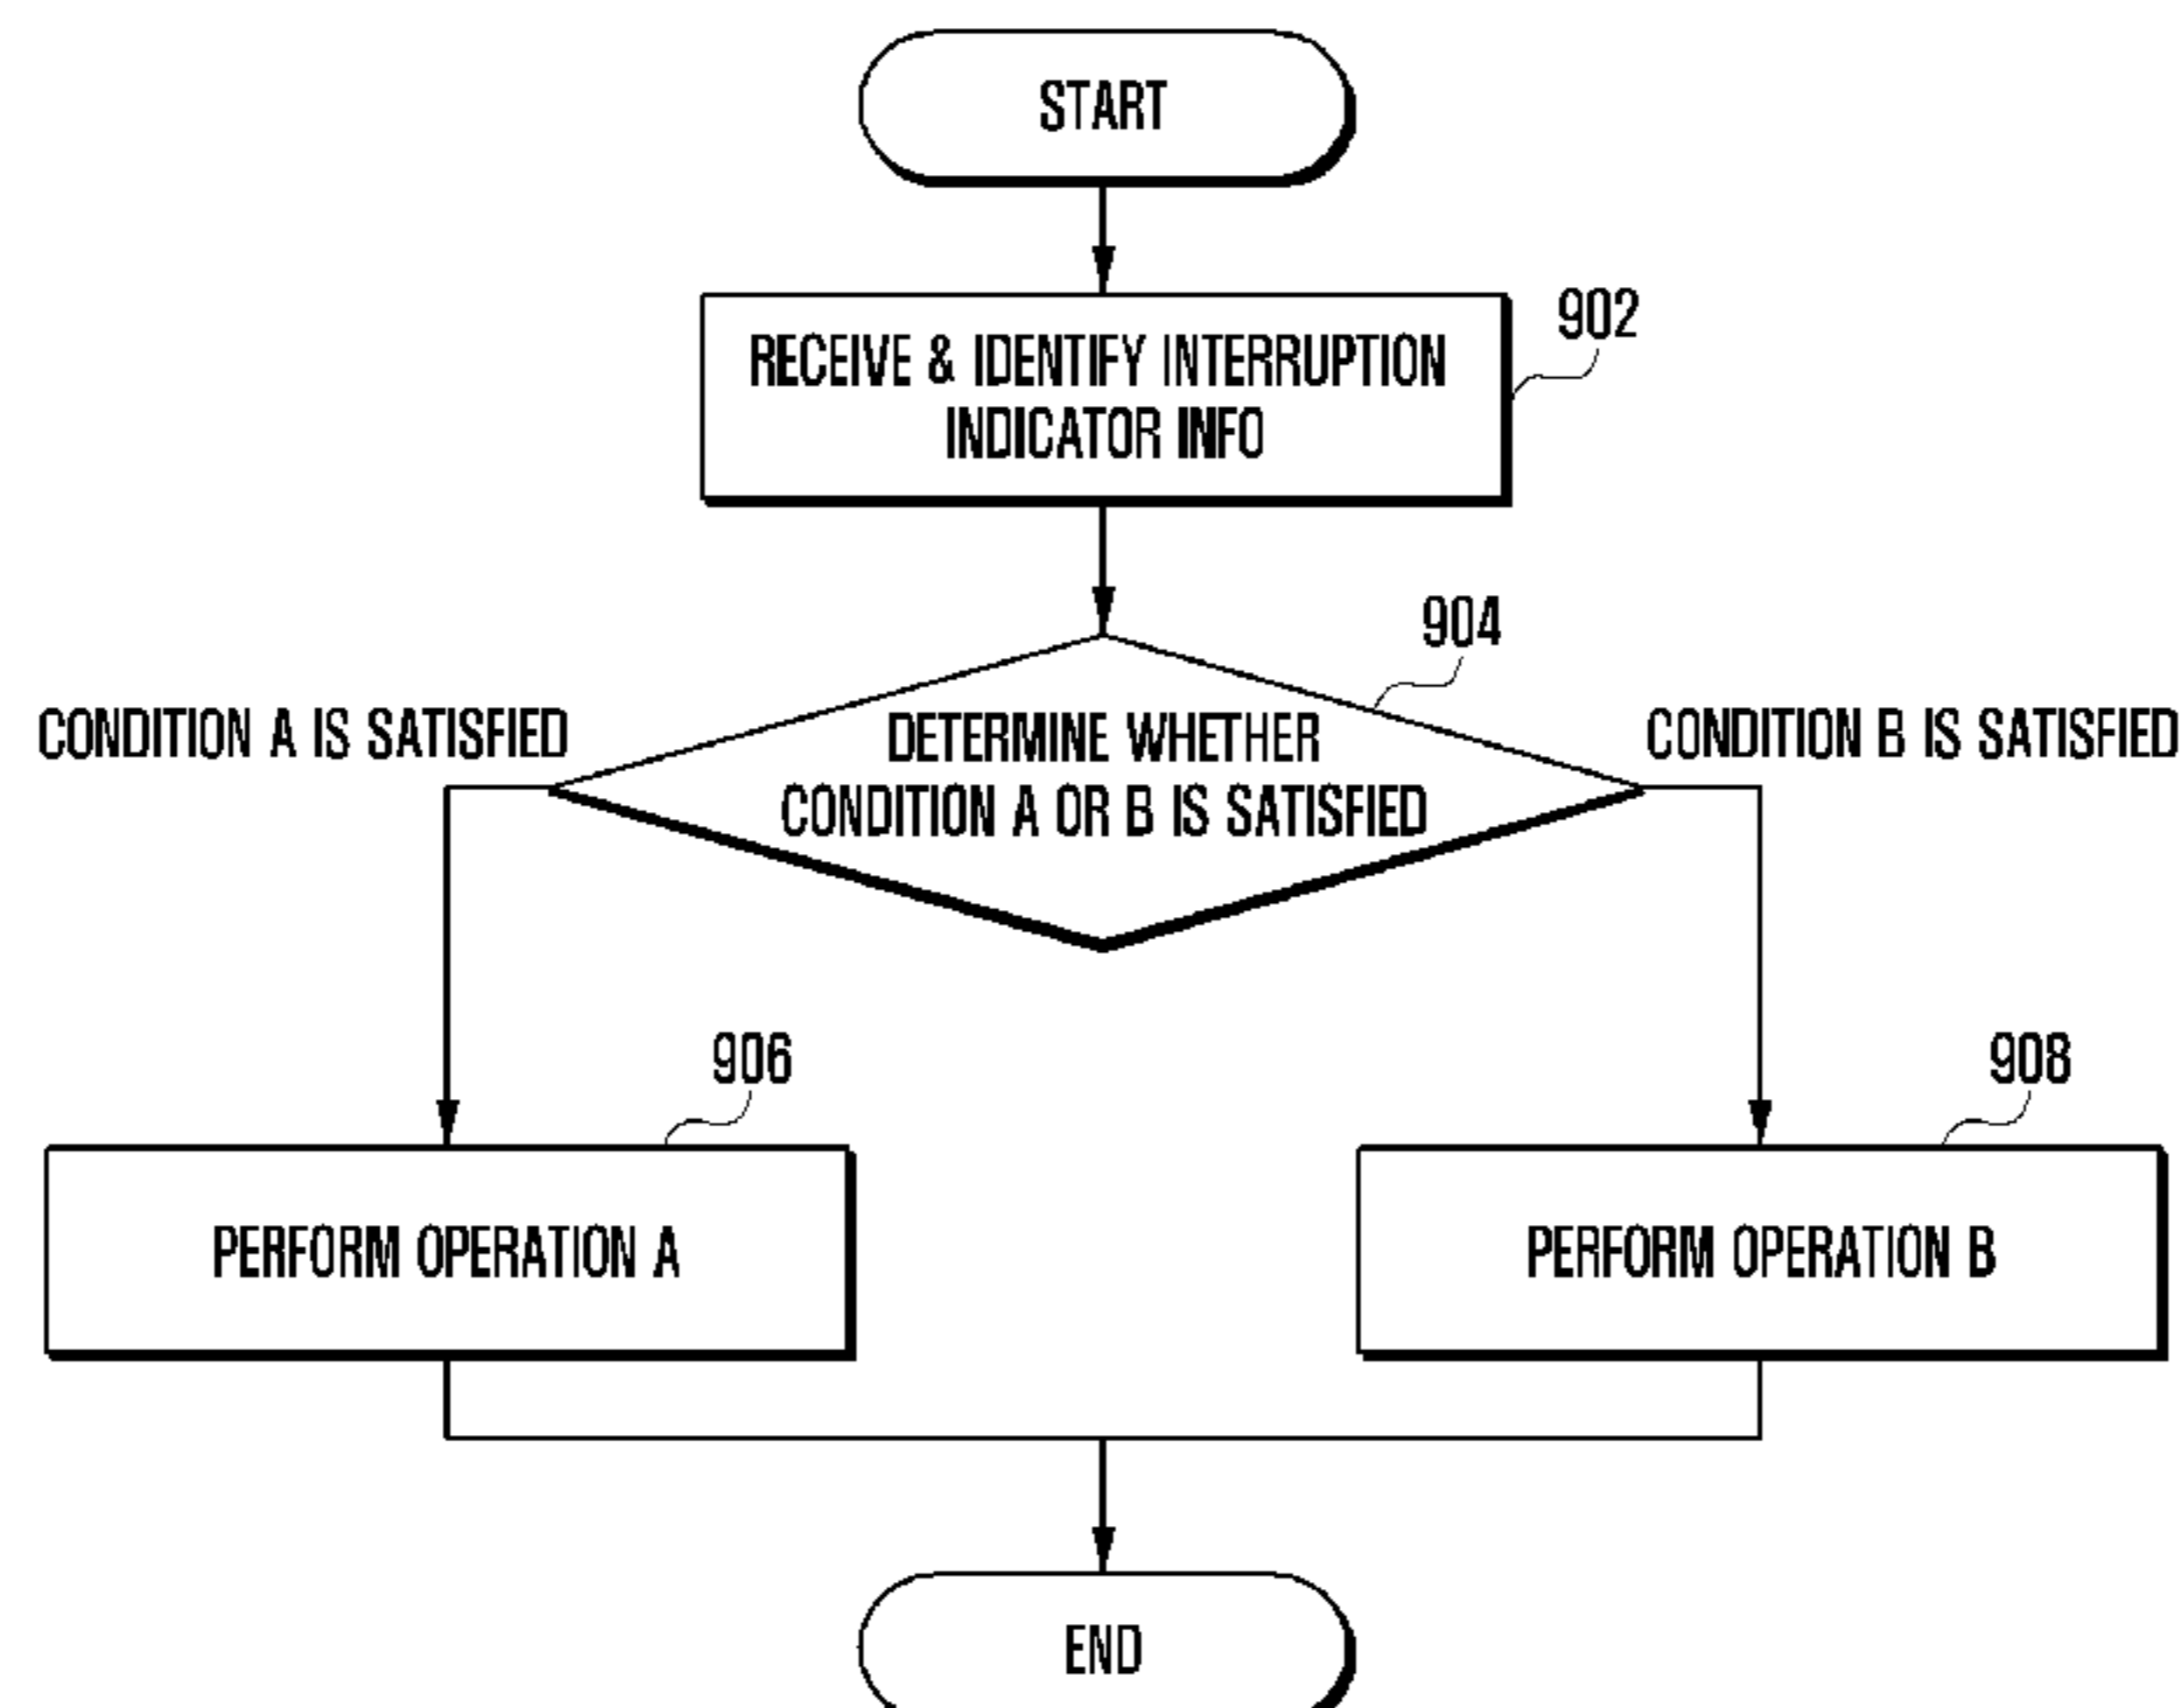 START
RECEIVE & IDENTIFY INTERRUPTION
INDICATOR INFO
902
904
CONDITION A IS SATISFIED
DETERMINE WHETHER
CONDITION A OR B IS SATISFIED
CONDITION B IS SATISFIED
906
908
PERFORM OPERATION A
PERFORM OPERATION B
END